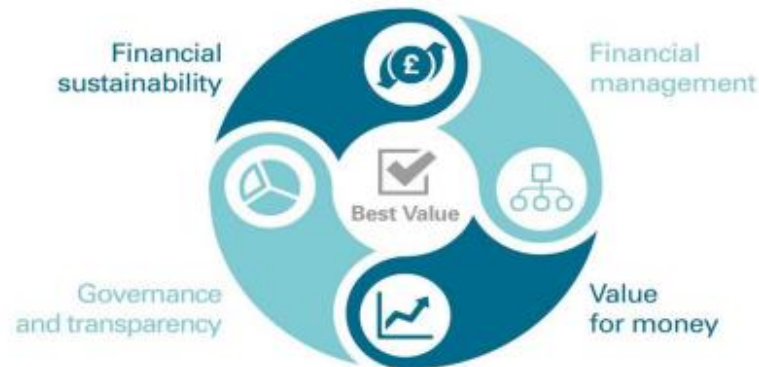 Financial
sustainability
Financial
management
£
Best Value
Governance
and transparency
Value
for money